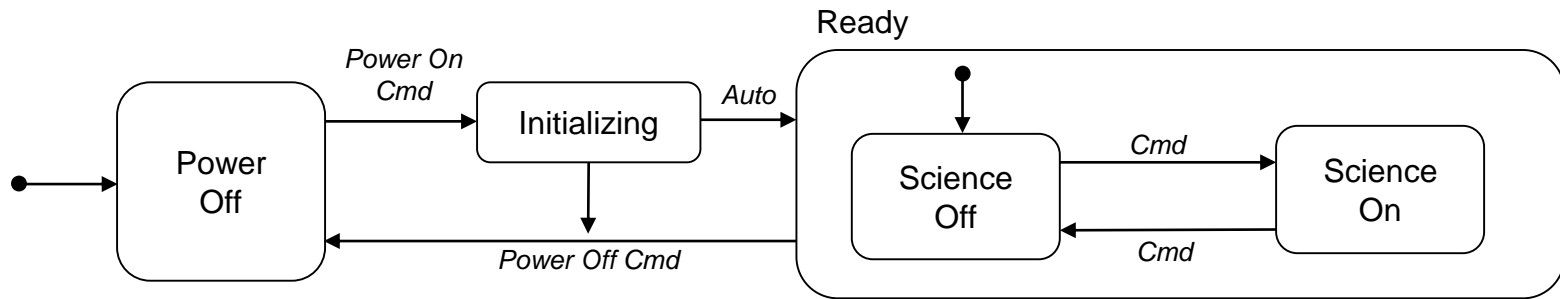 Ready
Power On
Cmd
Auto
Initializing
Power
Off
Power Off Cmd
Science
Off
Cmd
Cmd
Science
On